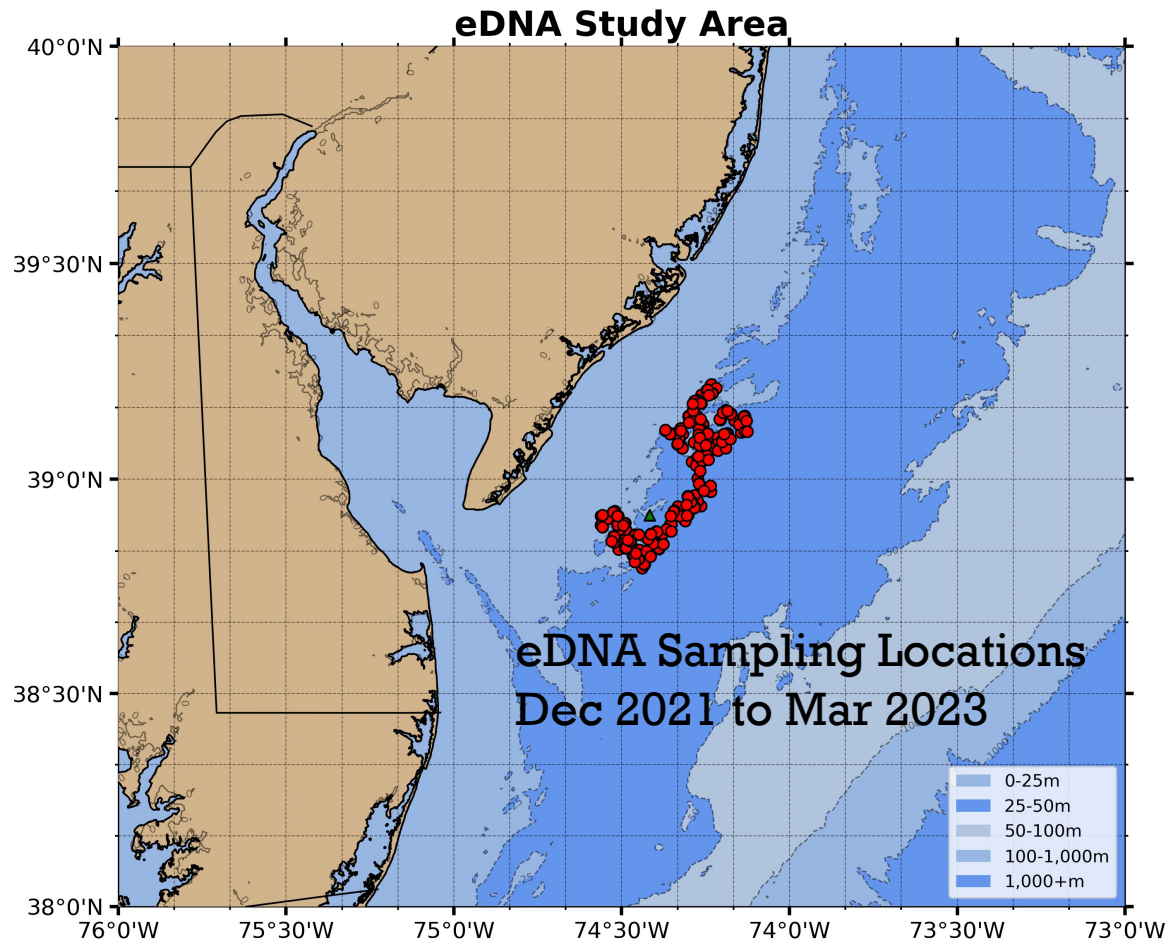 eDNA Study Area
40°0'N
39°30'N
39°0'N
38°30'N
38°0'N
eDNA Sampling Locations
Dec 2021 to Mar 2023
1000
0-25m
25-50m
50-100m
100-1,000m
1,000+m
76°0'W
75°30'W
75°0'W
74°30'W
74°0'W
73°30'W
73°0'W